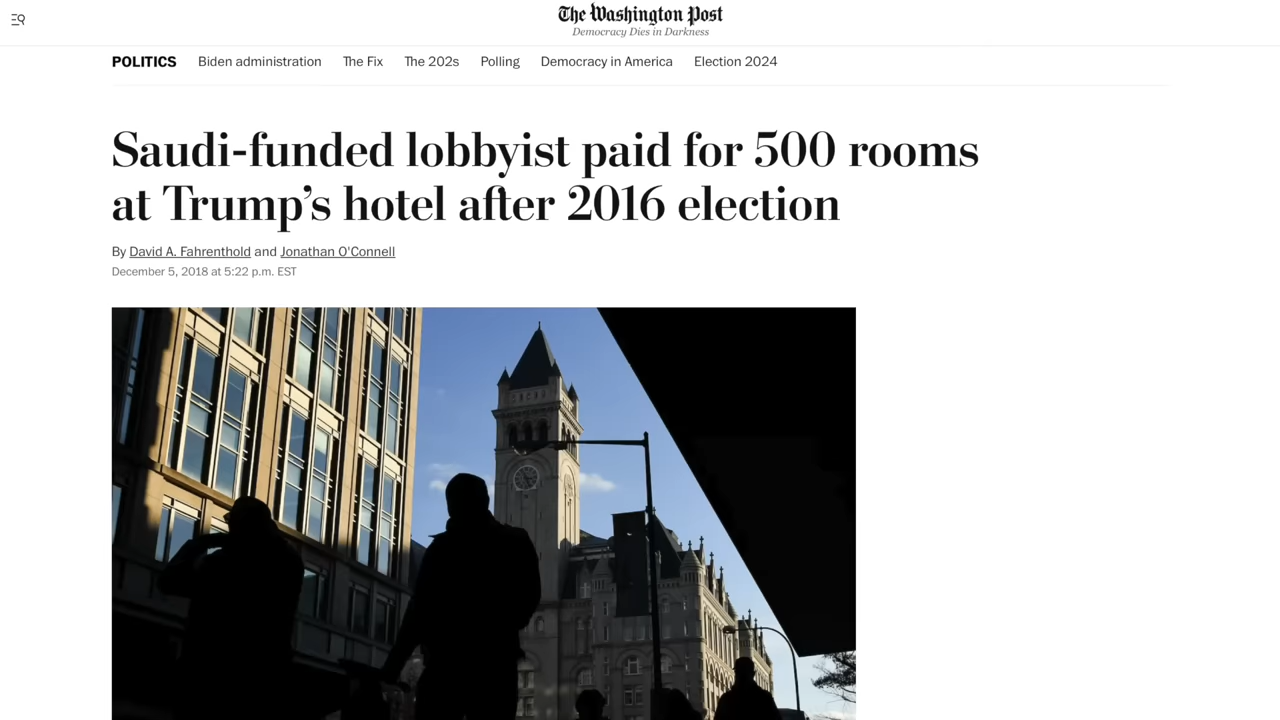 The Washington Post
Democracy Dies in Darkness
POLITICS Biden administration The Fix The 202s Polling Democracy in America Election 2024
Saudi-funded lobbyist paid for 500 rooms
at Trump’s hotel after 2016 election
By David A. Fahrenthold and Jonathan O'Connell
December 5, 2018 at 5:22 p.m. EST